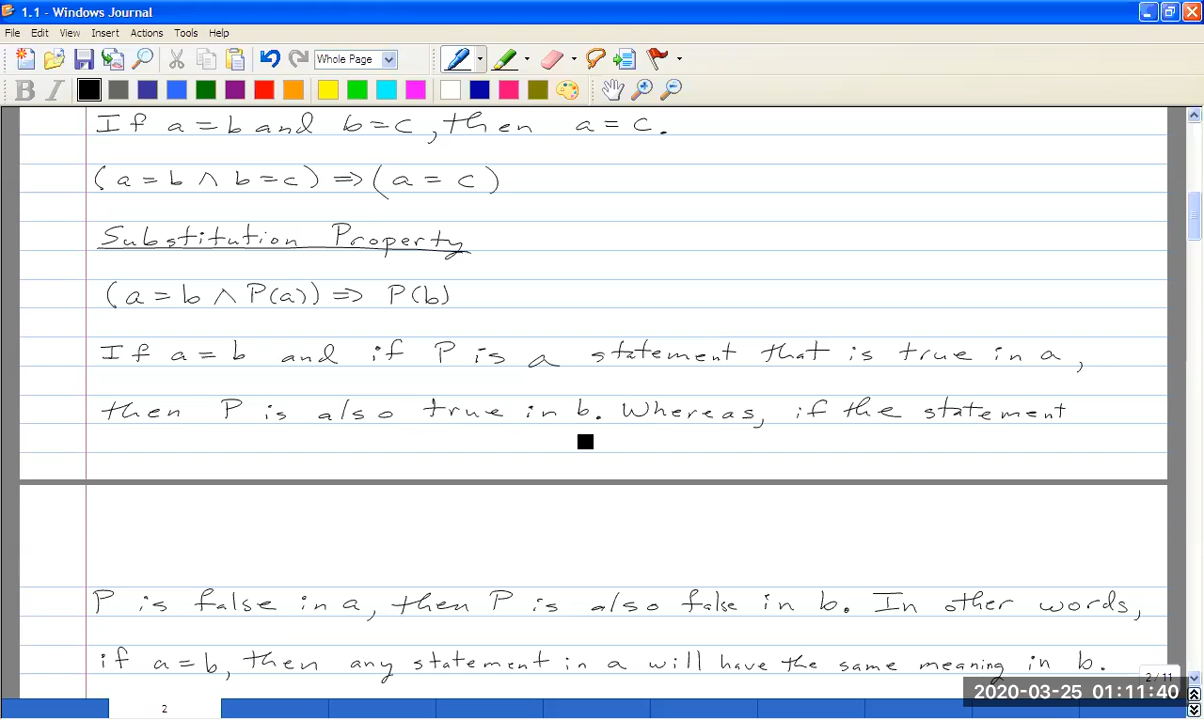 1.1 - Windows Journal
File Edit View Insert Actions Tools Help
Whole Page
B I
If a = b and b = c, then a = c.
(a = b ∧ b = c) ⇒ (a = c)
Substitution Property
(a = b ∧ P(a)) ⇒ P(b)
If a = b and if P is a statement that is true in a,
then P is also true in b. Whereas, if the statement
P is false in a, then P is also false in b. In other words,
if a = b, then any statement in a will have the same meaning in b.
2 / 11
2020-03-25 01:11:40
2